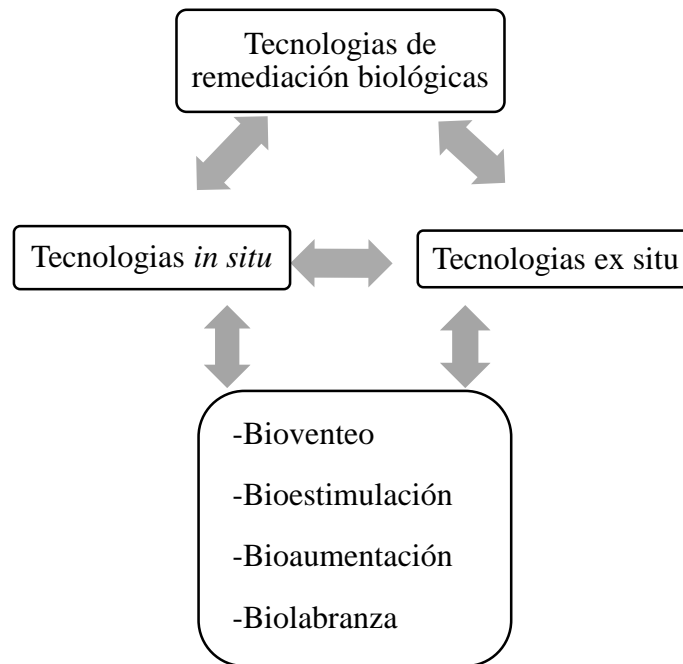 Tecnologias de
remediación biológicas
Tecnologias in situ
Tecnologias ex situ
-Bioventeo
-Bioestimulación
-Bioaumentación
-Biolabranza